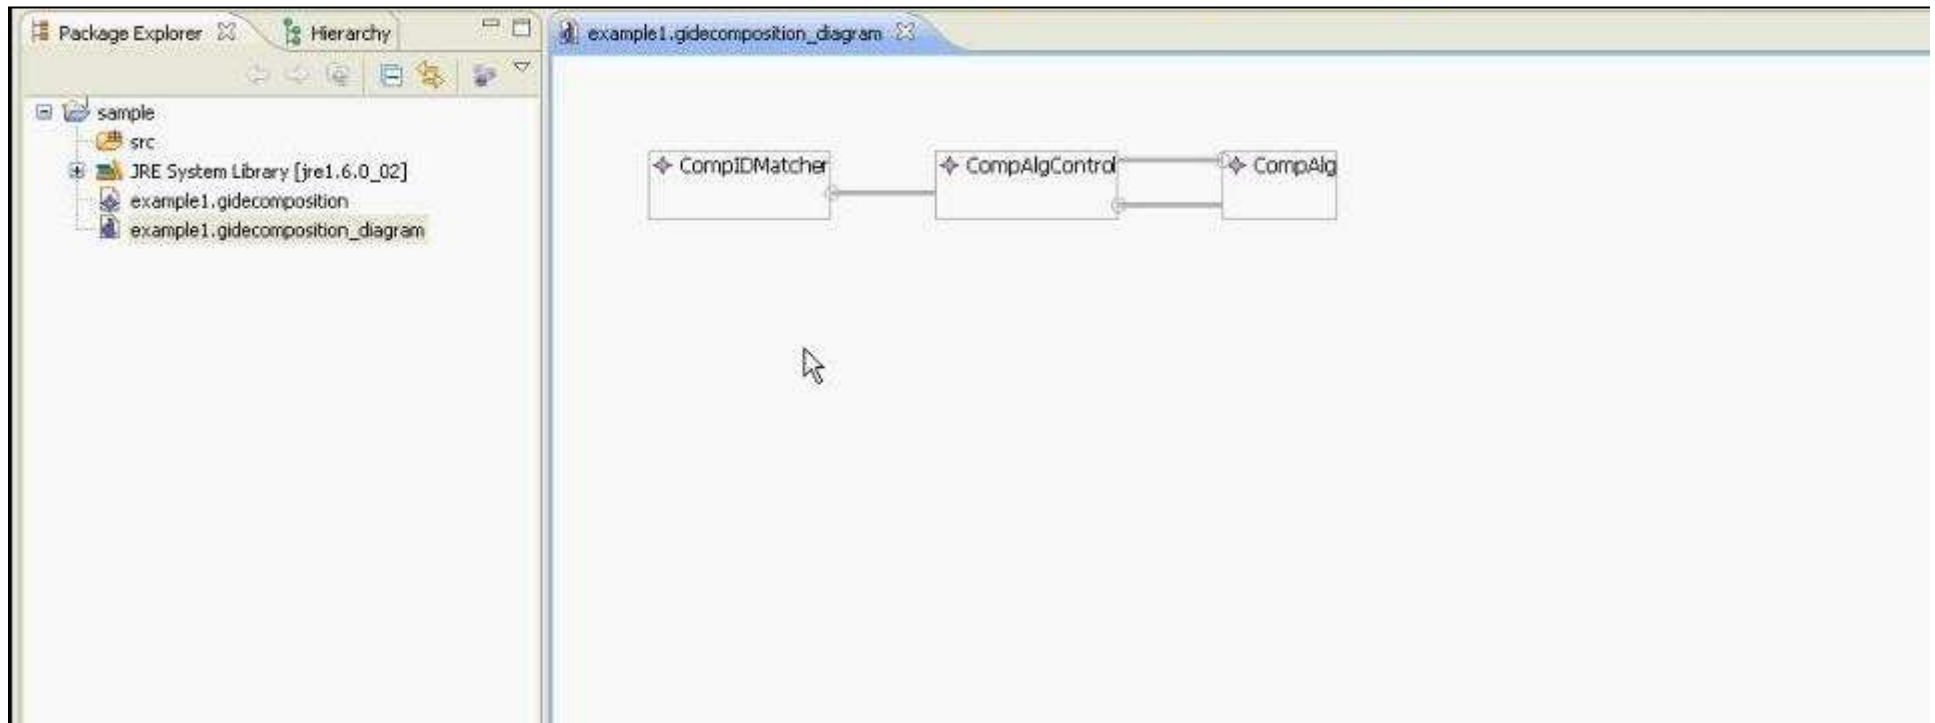 Package Explorer Hierarchy
example1.gidecomposition_diagram
sample
src
JRE System Library [jre1.6.0_02]
example1.gidecomposition
example1.gidecomposition_diagram
CompIDMatcher
CompAlgControl
CompAlg